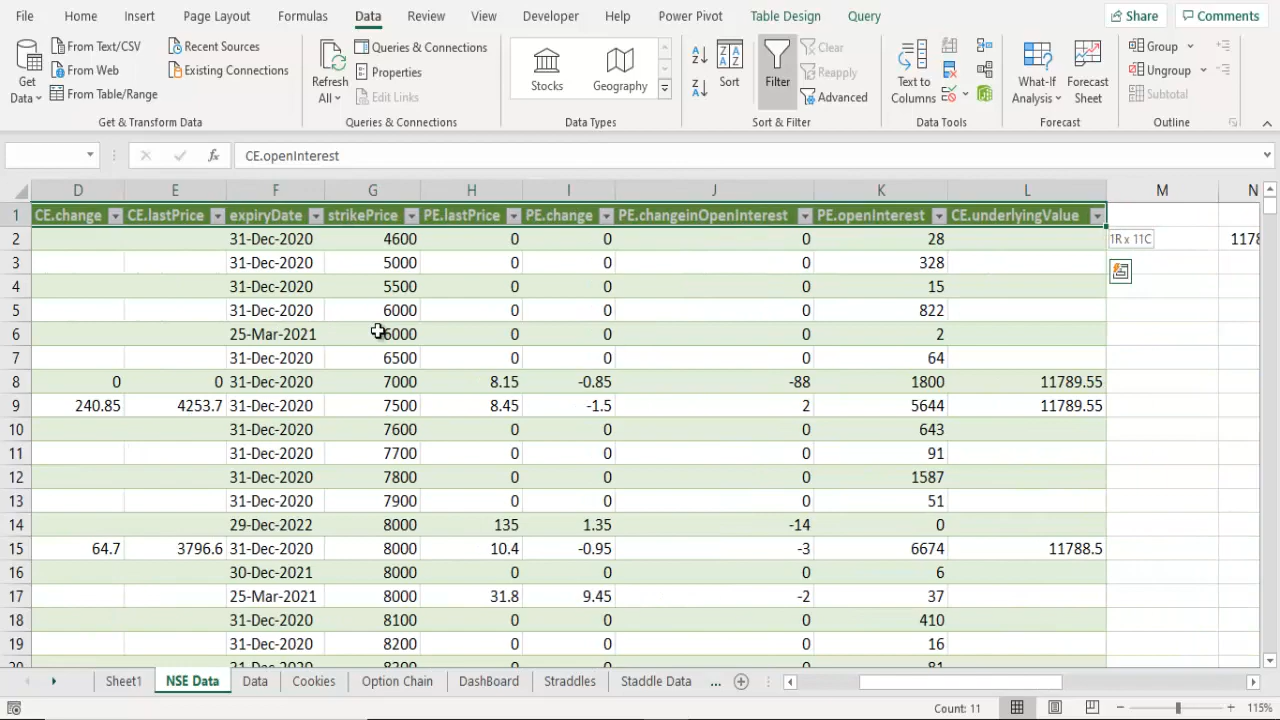 File Home Insert Page Layout Formulas Data Review View Developer Help Power Pivot Table Design Query Share Comments
Get Data
From Text/CSV
From Web
From Table/Range
Recent Sources
Existing Connections
Get & Transform Data
Refresh All
Queries & Connections
Properties
Edit Links
Queries & Connections
Stocks Geography
Data Types
Sort
Filter
Clear
Reapply
Advanced
Sort & Filter
Text to Columns
Data Tools
What-If Analysis
Forecast Sheet
Forecast
Group
Ungroup
Subtotal
Outline
fx CE.openInterest
D E F G H I J K L M N
1 CE.change CE.lastPrice expiryDate strikePrice PE.lastPrice PE.change PE.changeinOpenInterest PE.openInterest CE.underlyingValue
2 31-Dec-2020 4600 0 0 0 28 1R x 11C 1178
3 31-Dec-2020 5000 0 0 0 328
4 31-Dec-2020 5500 0 0 0 15
5 31-Dec-2020 6000 0 0 0 822
6 25-Mar-2021 6000 0 0 0 2
7 31-Dec-2020 6500 0 0 0 64
8 0 0 31-Dec-2020 7000 8.15 -0.85 -88 1800 11789.55
9 240.85 4253.7 31-Dec-2020 7500 8.45 -1.5 2 5644 11789.55
10 31-Dec-2020 7600 0 0 0 643
11 31-Dec-2020 7700 0 0 0 91
12 31-Dec-2020 7800 0 0 0 1587
13 31-Dec-2020 7900 0 0 0 51
14 29-Dec-2022 8000 135 1.35 -14 0
15 64.7 3796.6 31-Dec-2020 8000 10.4 -0.95 -3 6674 11788.5
16 30-Dec-2021 8000 0 0 0 6
17 25-Mar-2021 8000 31.8 9.45 -2 37
18 31-Dec-2020 8100 0 0 0 410
19 31-Dec-2020 8200 0 0 0 16
Sheet1 NSE Data Data Cookies Option Chain DashBoard Straddles Staddle Data ...
Count: 11 115%